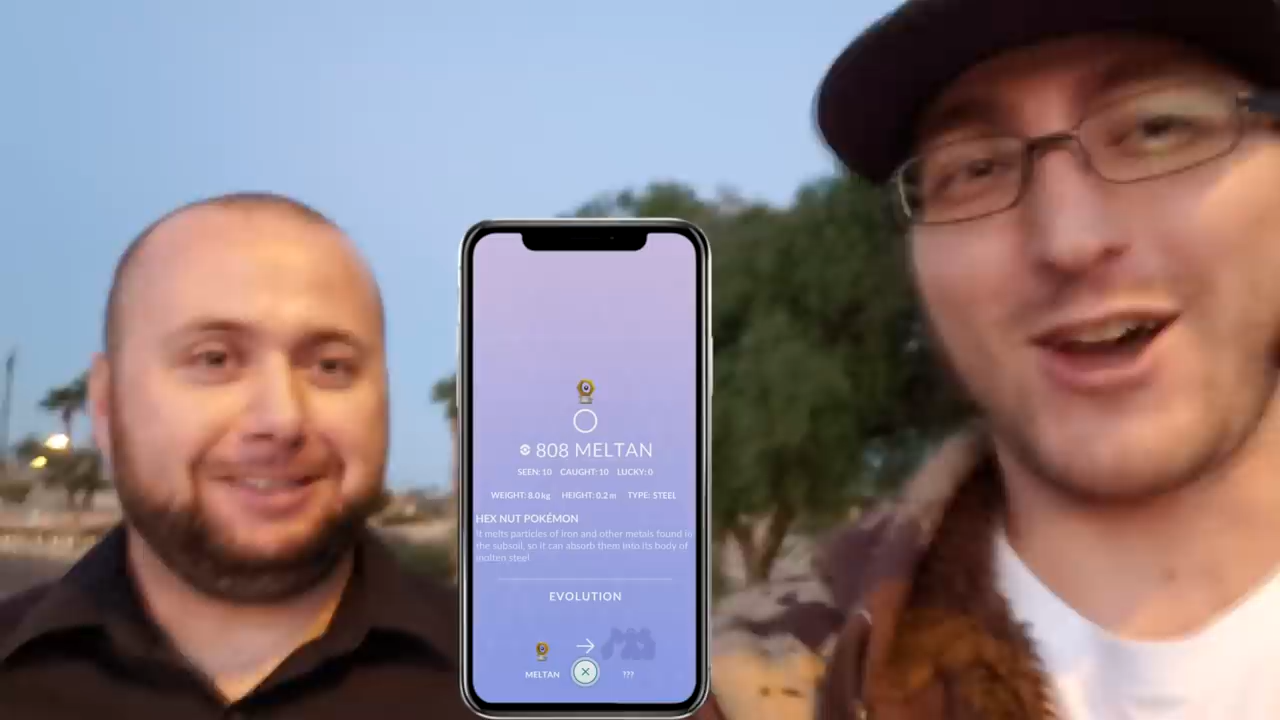 808 MELTAN
SEEN: 10 CAUGHT: 10 LUCKY: 0
WEIGHT: 8.0 kg HEIGHT: 0.2 m TYPE: STEEL
HEX NUT POKÉMON
It melts particles of iron and other metals found in
the subsoil, so it can absorb them into its body of
molten steel.
EVOLUTION
MELTAN ???